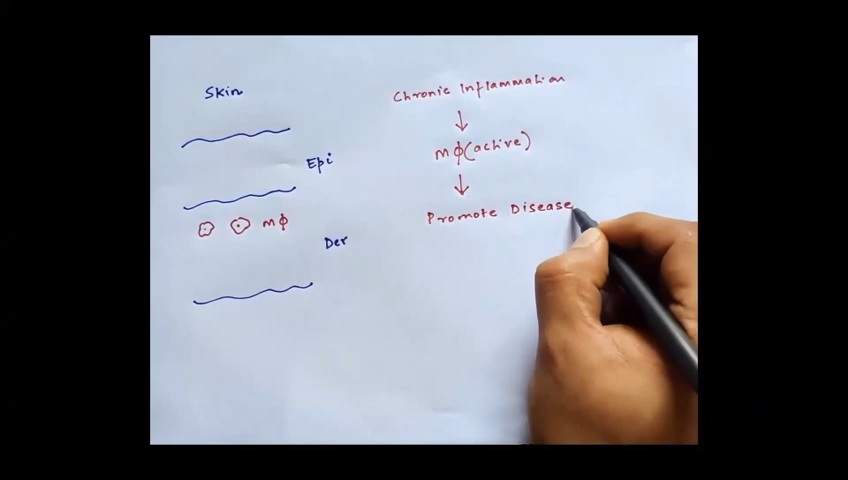 Skin
Epi
mϕ
Der
Chronic Inflammation
↓
mϕ(active)
↓
Promote Disease